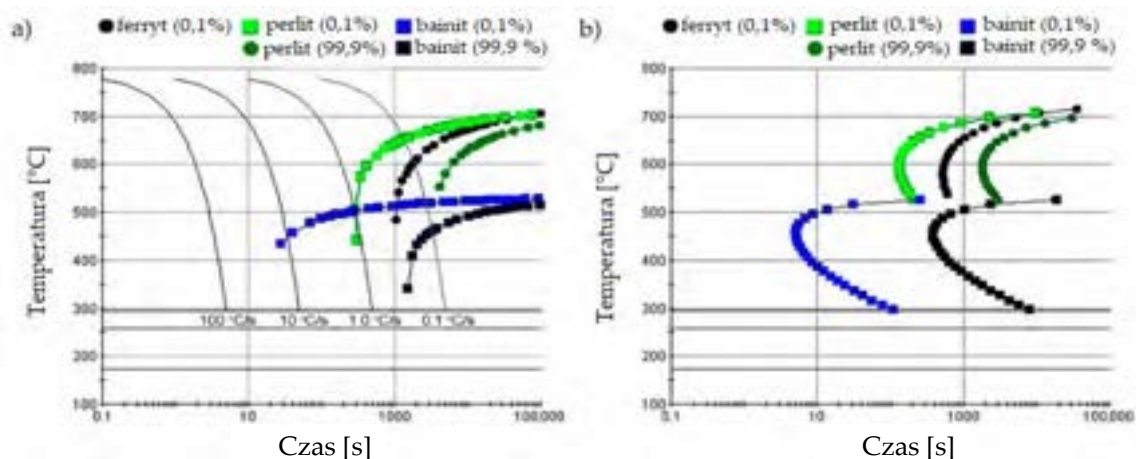 a)
ferryt (0,1%) perlit (0,1%) bainit (0,1%)
perlit (99,9%) bainit (99,9 %)
800
700
600
500
400
300
200
100
Temperatura [°C]
100 °C/s 10 °C/s 1.0 °C/s 0.1 °C/s
0.1 10 1000 100,000
Czas [s]
b)
ferryt (0,1%) perlit (0,1%) bainit (0,1%)
perlit (99,9%) bainit (99,9 %)
800
700
600
500
400
300
200
100
Temperatura [°C]
0.1 10 1000 100,000
Czas [s]